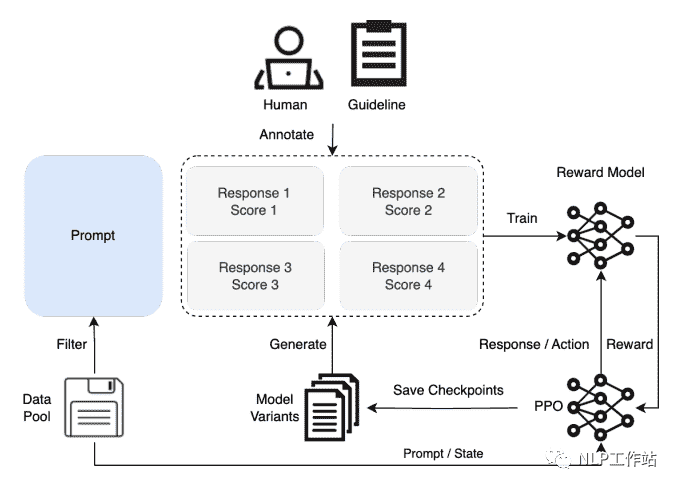 Human
Guideline
Annotate
Reward Model
Response 1
Score 1
Response 2
Score 2
Prompt
Train
Response 3
Score 3
Response 4
Score 4
Filter
Generate
Response / Action
Reward
Data
Pool
Model
Variants
Save Checkpoints
PPO
Prompt / State
NLP工作站